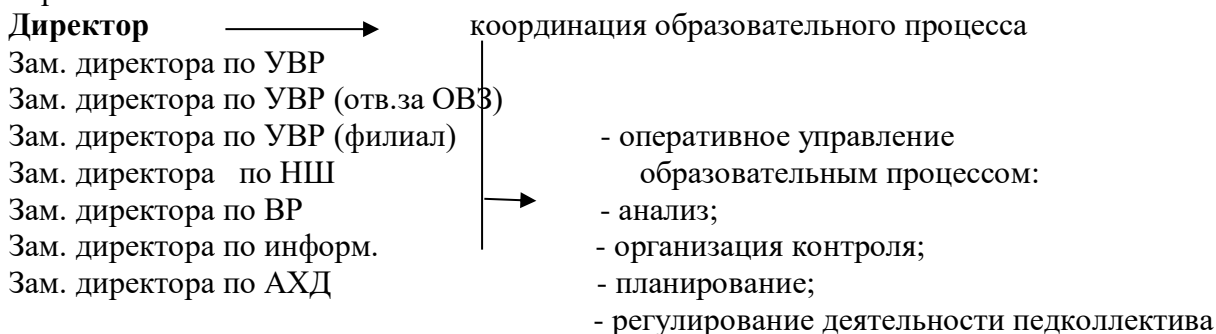 Директор координация образовательного процесса
Зам. директора по УВР
Зам. директора по УВР (отв.за ОВЗ)
Зам. директора по УВР (филиал) - оперативное управление
Зам. директора по НШ образовательным процессом:
Зам. директора по ВР - анализ;
Зам. директора по информ. - организация контроля;
Зам. директора по АХД - планирование;
- регулирование деятельности педколлектива